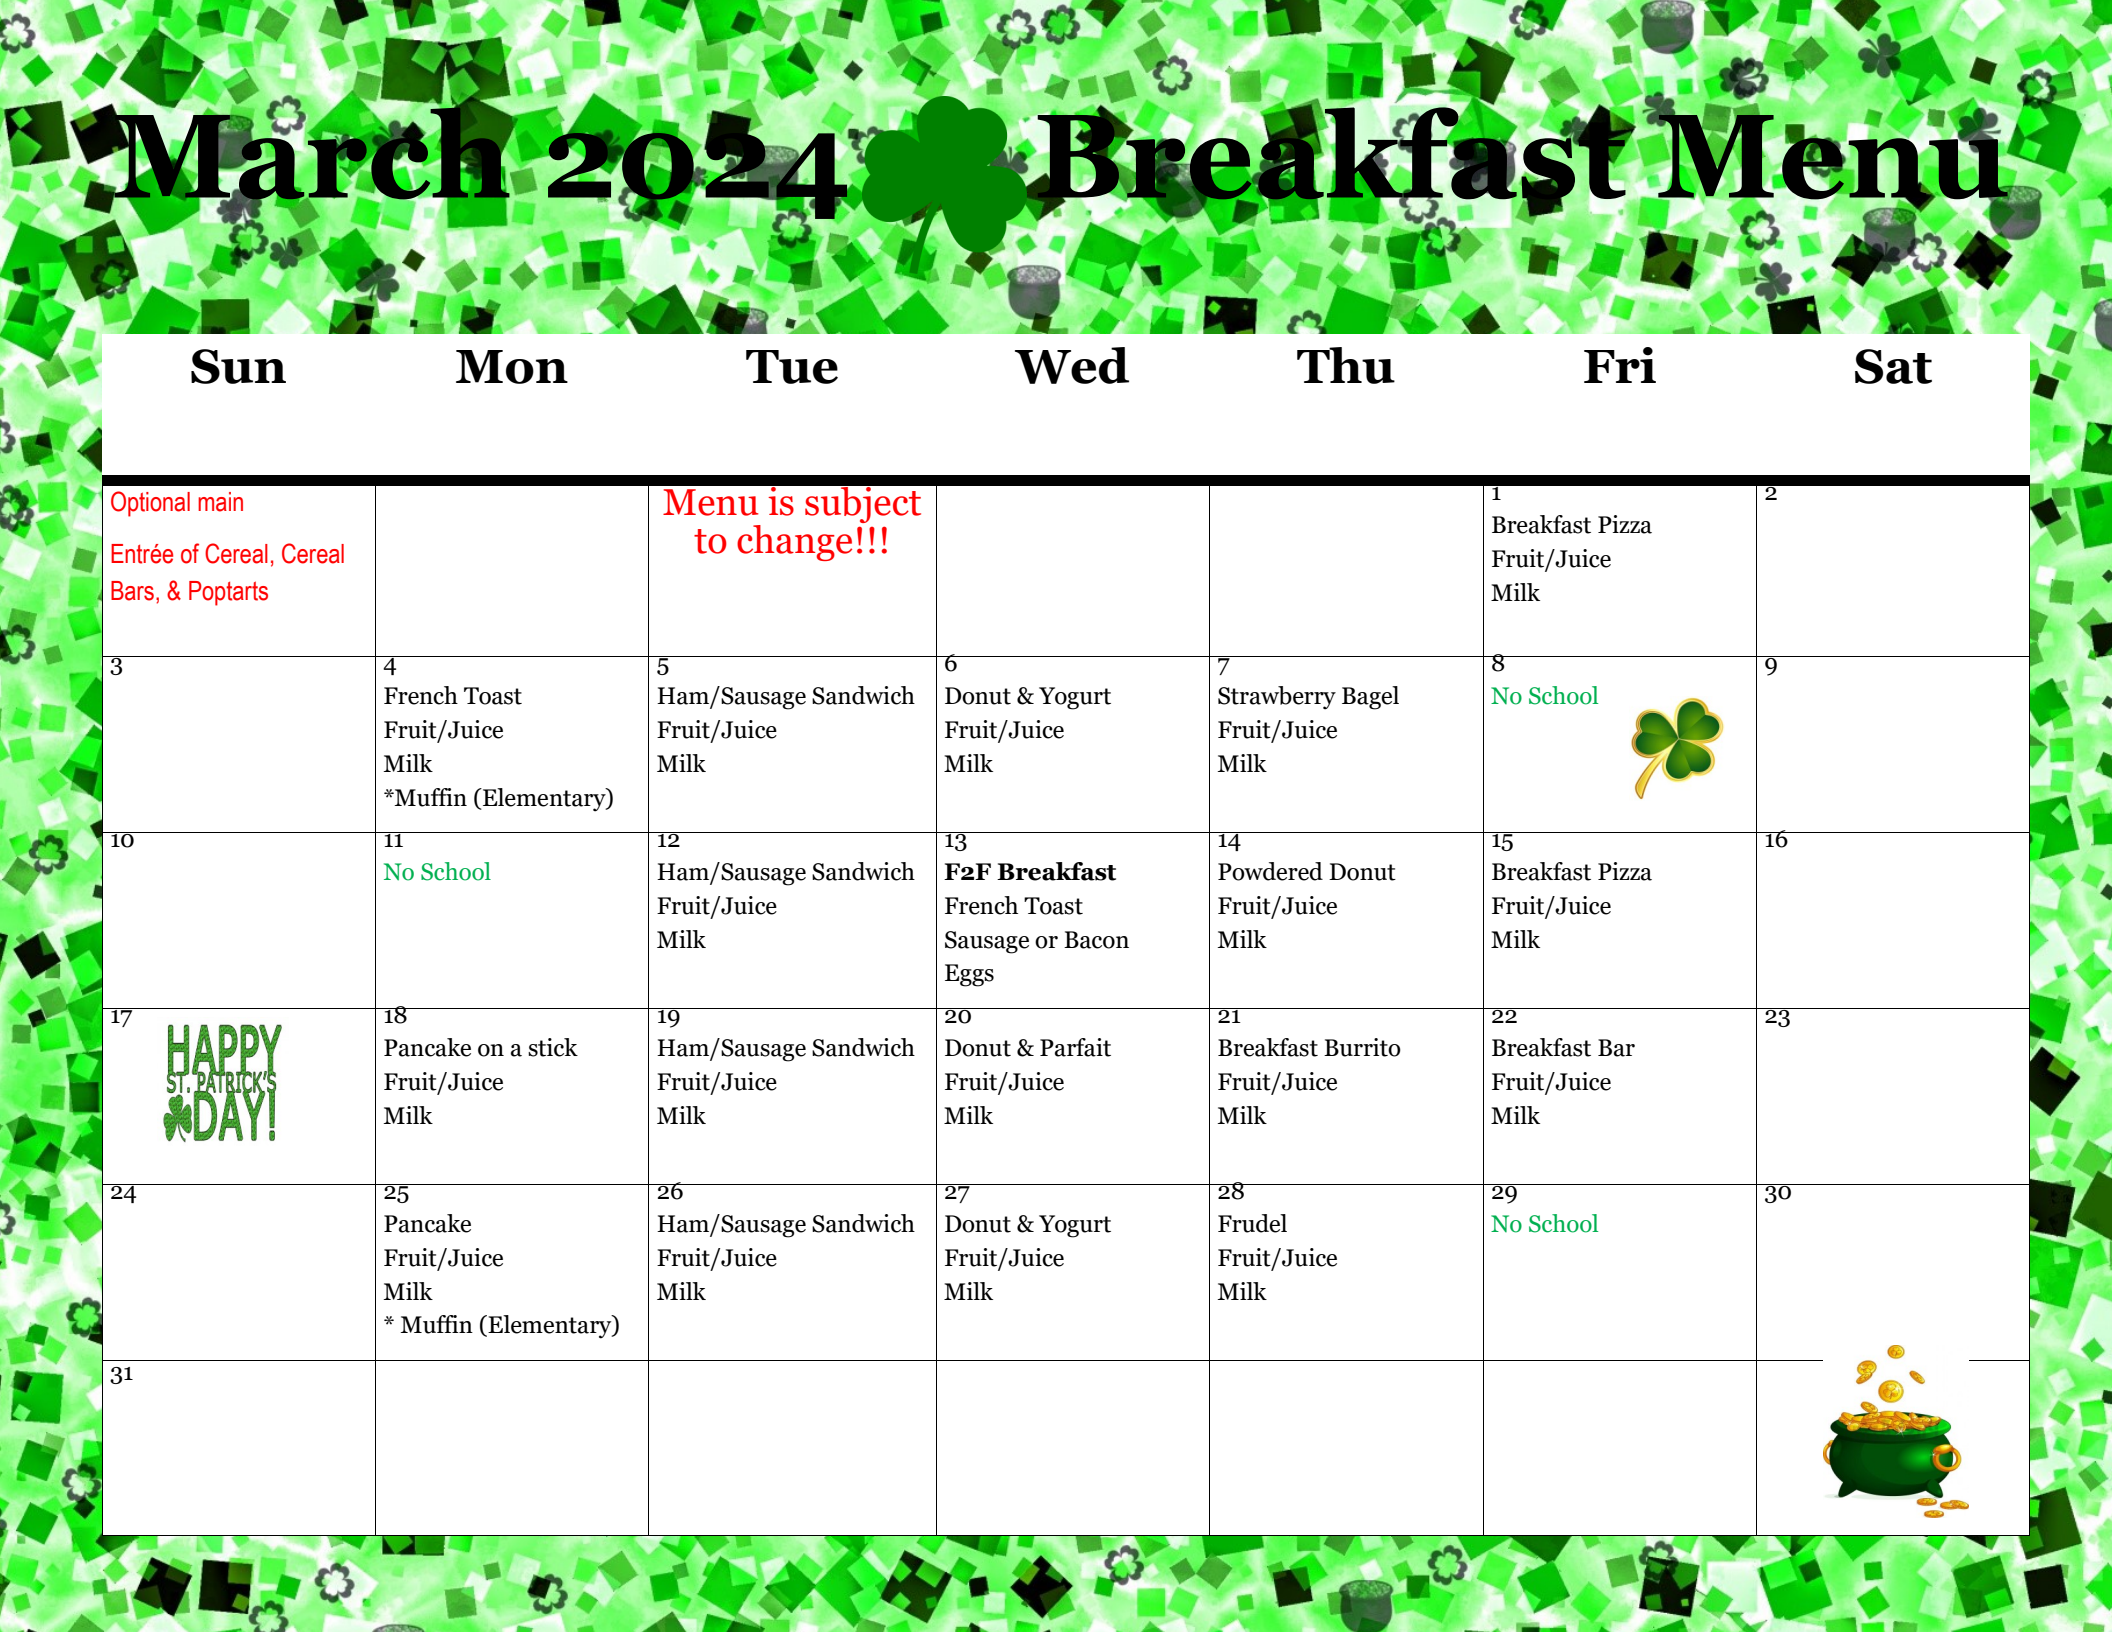 March 2024 Breakfast Menu
Sun Mon Tue Wed Thu Fri Sat
Optional main
Entrée of Cereal, Cereal
Bars, & Poptarts
Menu is subject
to change!!!
1
Breakfast Pizza
Fruit/Juice
Milk
2
3
4
French Toast
Fruit/Juice
Milk
*Muffin (Elementary)
5
Ham/Sausage Sandwich
Fruit/Juice
Milk
6
Donut & Yogurt
Fruit/Juice
Milk
7
Strawberry Bagel
Fruit/Juice
Milk
8
No School
9
10
11
No School
12
Ham/Sausage Sandwich
Fruit/Juice
Milk
13
F2F Breakfast
French Toast
Sausage or Bacon
Eggs
14
Powdered Donut
Fruit/Juice
Milk
15
Breakfast Pizza
Fruit/Juice
Milk
16
17
HAPPY
ST. PATRICK'S
DAY!
18
Pancake on a stick
Fruit/Juice
Milk
19
Ham/Sausage Sandwich
Fruit/Juice
Milk
20
Donut & Parfait
Fruit/Juice
Milk
21
Breakfast Burrito
Fruit/Juice
Milk
22
Breakfast Bar
Fruit/Juice
Milk
23
24
25
Pancake
Fruit/Juice
Milk
* Muffin (Elementary)
26
Ham/Sausage Sandwich
Fruit/Juice
Milk
27
Donut & Yogurt
Fruit/Juice
Milk
28
Frudel
Fruit/Juice
Milk
29
No School
30
31